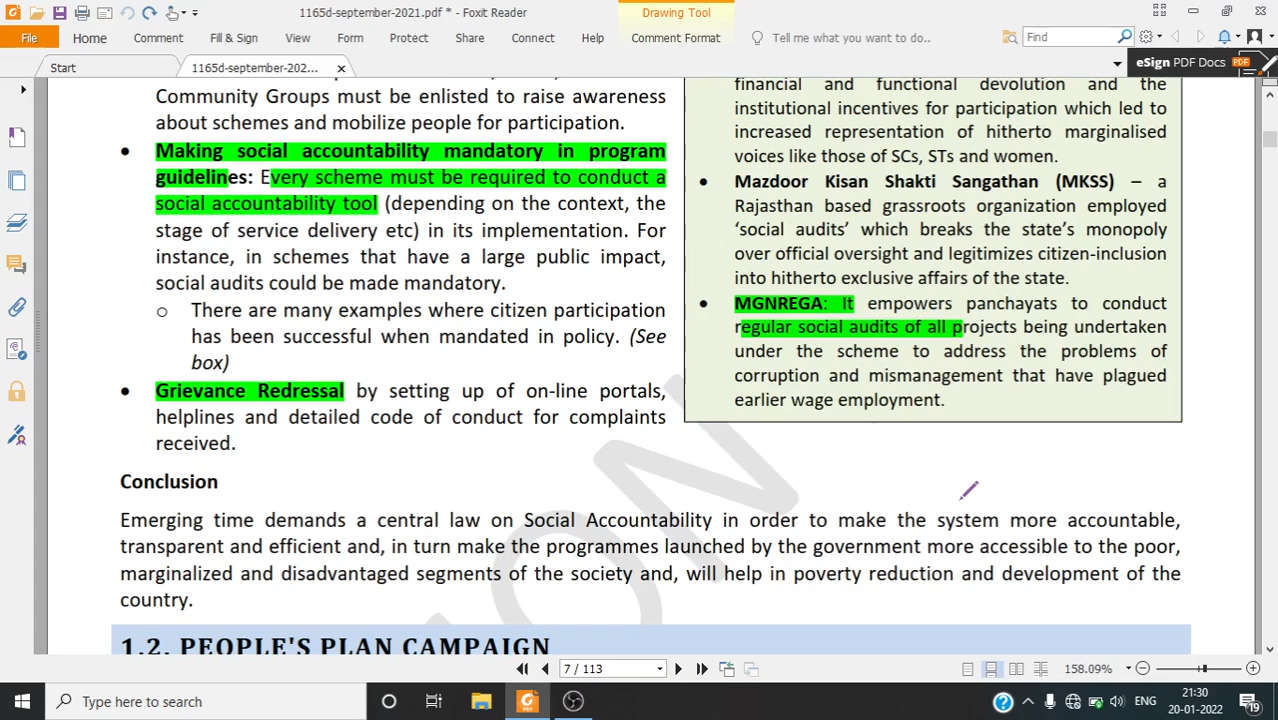 1165d-september-2021.pdf * - Foxit Reader
Drawing Tool
File Home Comment Fill & Sign View Form Protect Share Connect Help Comment Format Tell me what you want to do.. Find
Start 1165d-september-202... eSign PDF Docs
Community Groups must be enlisted to raise awareness
about schemes and mobilize people for participation.
• Making social accountability mandatory in program
guidelines: Every scheme must be required to conduct a
social accountability tool (depending on the context, the
stage of service delivery etc) in its implementation. For
instance, in schemes that have a large public impact,
social audits could be made mandatory.
o There are many examples where citizen participation
has been successful when mandated in policy. (See
box)
• Grievance Redressal by setting up of on-line portals,
helplines and detailed code of conduct for complaints
received.
financial and functional devolution and the
institutional incentives for participation which led to
increased representation of hitherto marginalised
voices like those of SCs, STs and women.
• Mazdoor Kisan Shakti Sangathan (MKSS) – a
Rajasthan based grassroots organization employed
‘social audits’ which breaks the state’s monopoly
over official oversight and legitimizes citizen-inclusion
into hitherto exclusive affairs of the state.
• MGNREGA: It empowers panchayats to conduct
regular social audits of all projects being undertaken
under the scheme to address the problems of
corruption and mismanagement that have plagued
earlier wage employment.
Conclusion
Emerging time demands a central law on Social Accountability in order to make the system more accountable,
transparent and efficient and, in turn make the programmes launched by the government more accessible to the poor,
marginalized and disadvantaged segments of the society and, will help in poverty reduction and development of the
country.
1.2. PEOPLE'S PLAN CAMPAIGN
7 / 113 158.09%
Type here to search ENG 21:30
20-01-2022 19